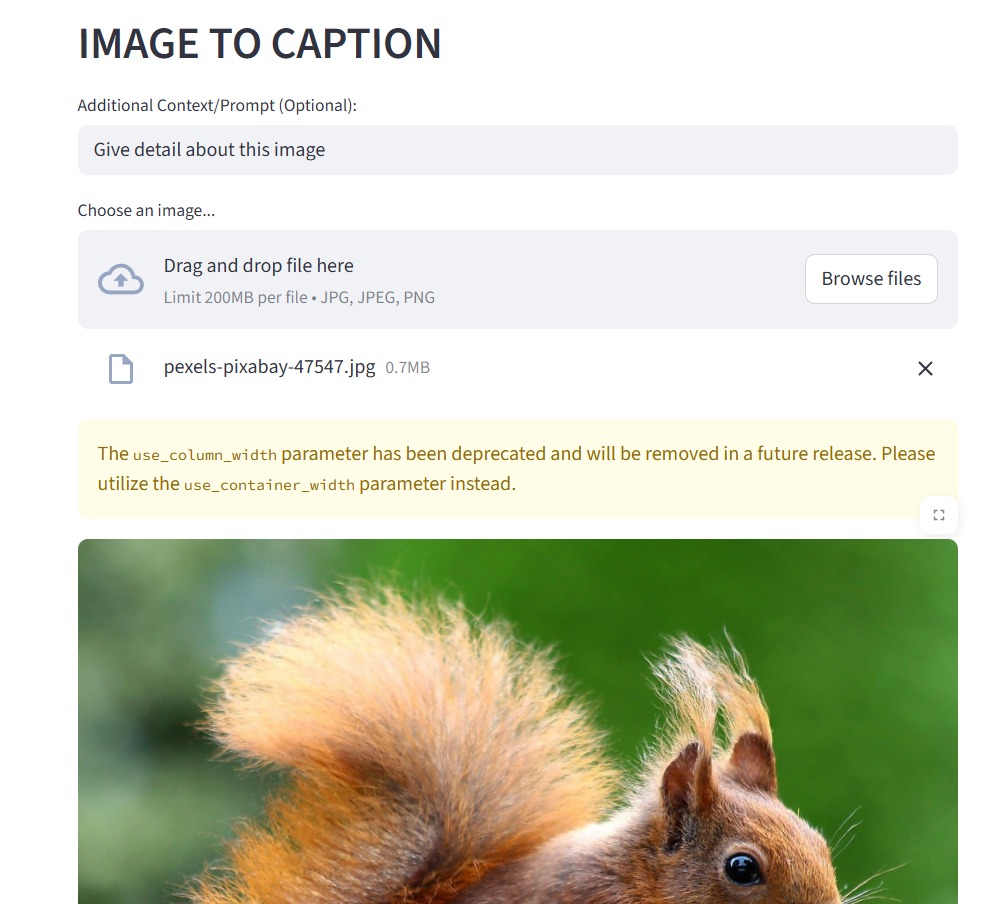 IMAGE TO CAPTION
Additional Context/Prompt (Optional):
Give detail about this image
Choose an image...
Drag and drop file here
Limit 200MB per file • JPG, JPEG, PNG
Browse files
pexels-pixabay-47547.jpg 0.7MB
The use_column_width parameter has been deprecated and will be removed in a future release. Please
utilize the use_container_width parameter instead.